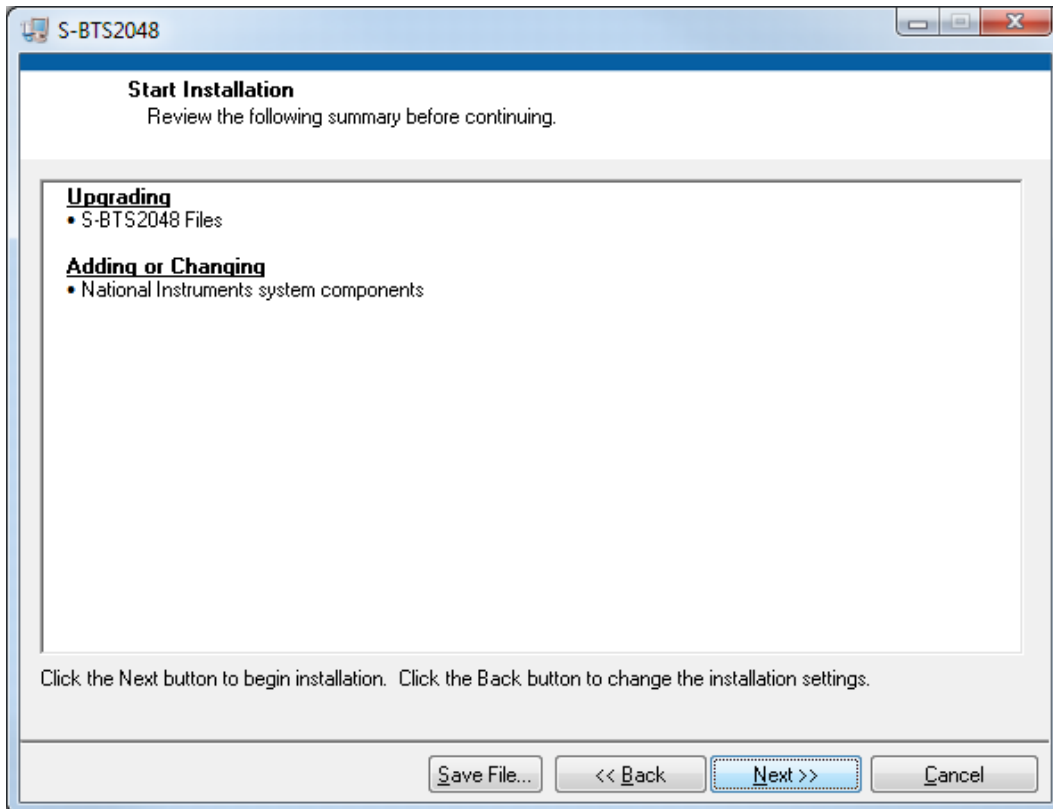 S-BTS2048
Start Installation
Review the following summary before continuing.
Upgrading
• S-BTS2048 Files
Adding or Changing
• National Instruments system components
Click the Next button to begin installation.  Click the Back button to change the installation settings.
Save File... << Back Next >> Cancel